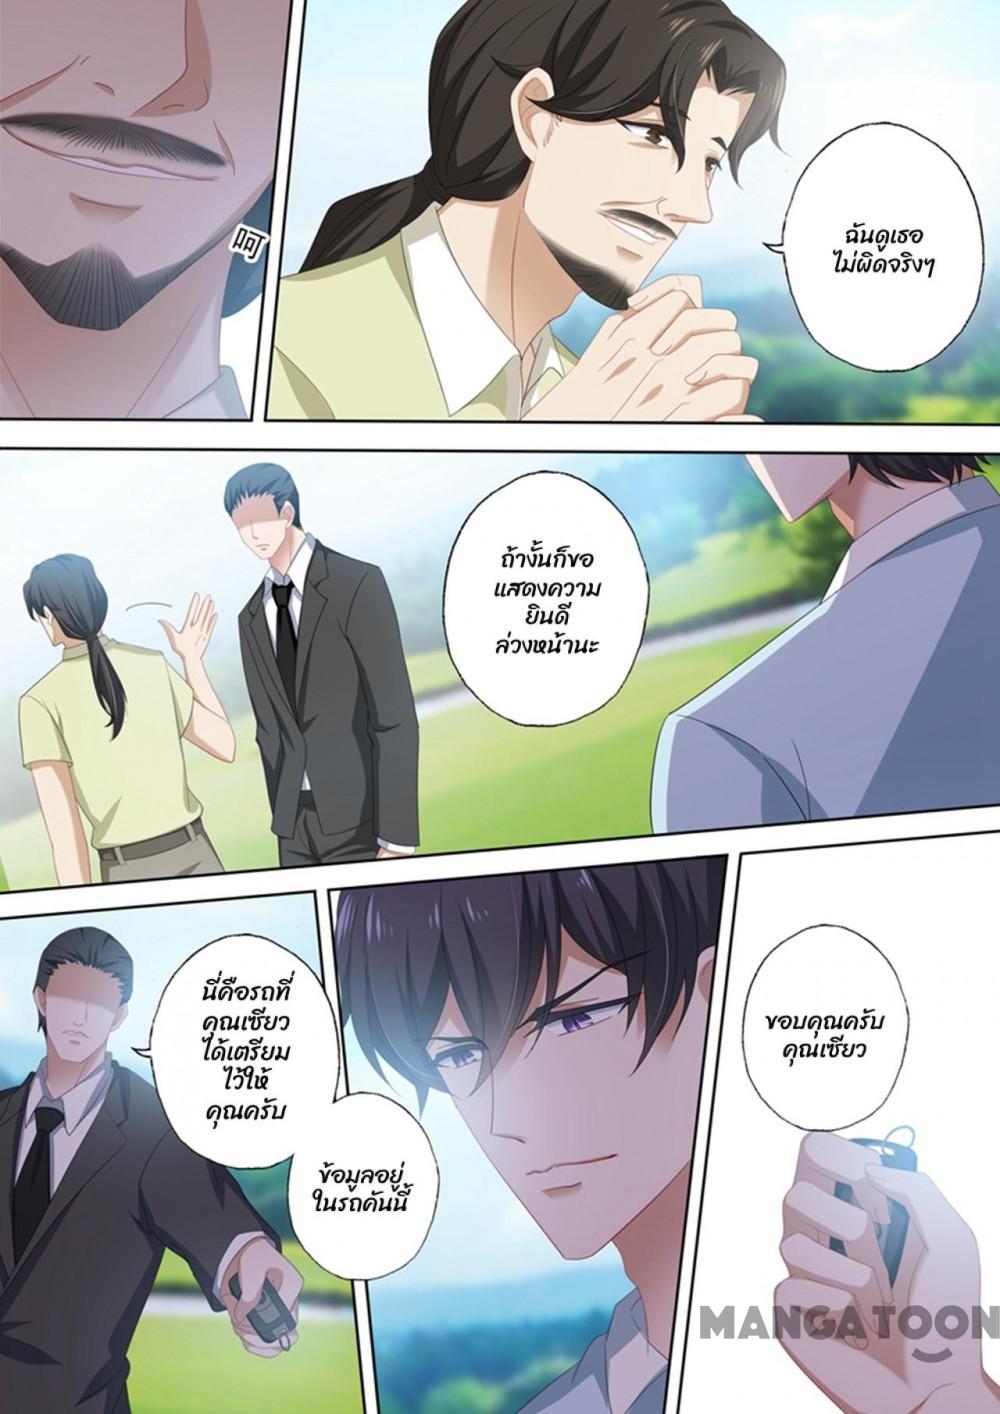 呵
ฉันดูเธอ
ไม่ผิดจริงๆ
ถ้างั้นก็ขอ
แสดงความ
ยินดี
ล่วงหน้านะ
นี่คือรถที่
คุณเซียว
ได้เตรียม
ไว้ให้
คุณครับ
ข้อมูลอยู่
ในรถคันนี้
ขอบคุณครับ
คุณเซียว
MANGATOON